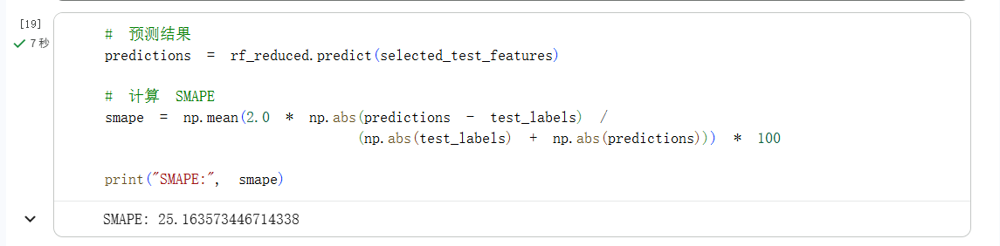 [19]
7 秒
# 预测结果
predictions = rf_reduced.predict(selected_test_features)
# 计算 SMAPE
smape = np.mean(2.0 * np.abs(predictions - test_labels) /
(np.abs(test_labels) + np.abs(predictions))) * 100
print("SMAPE:", smape)
SMAPE: 25.163573446714338